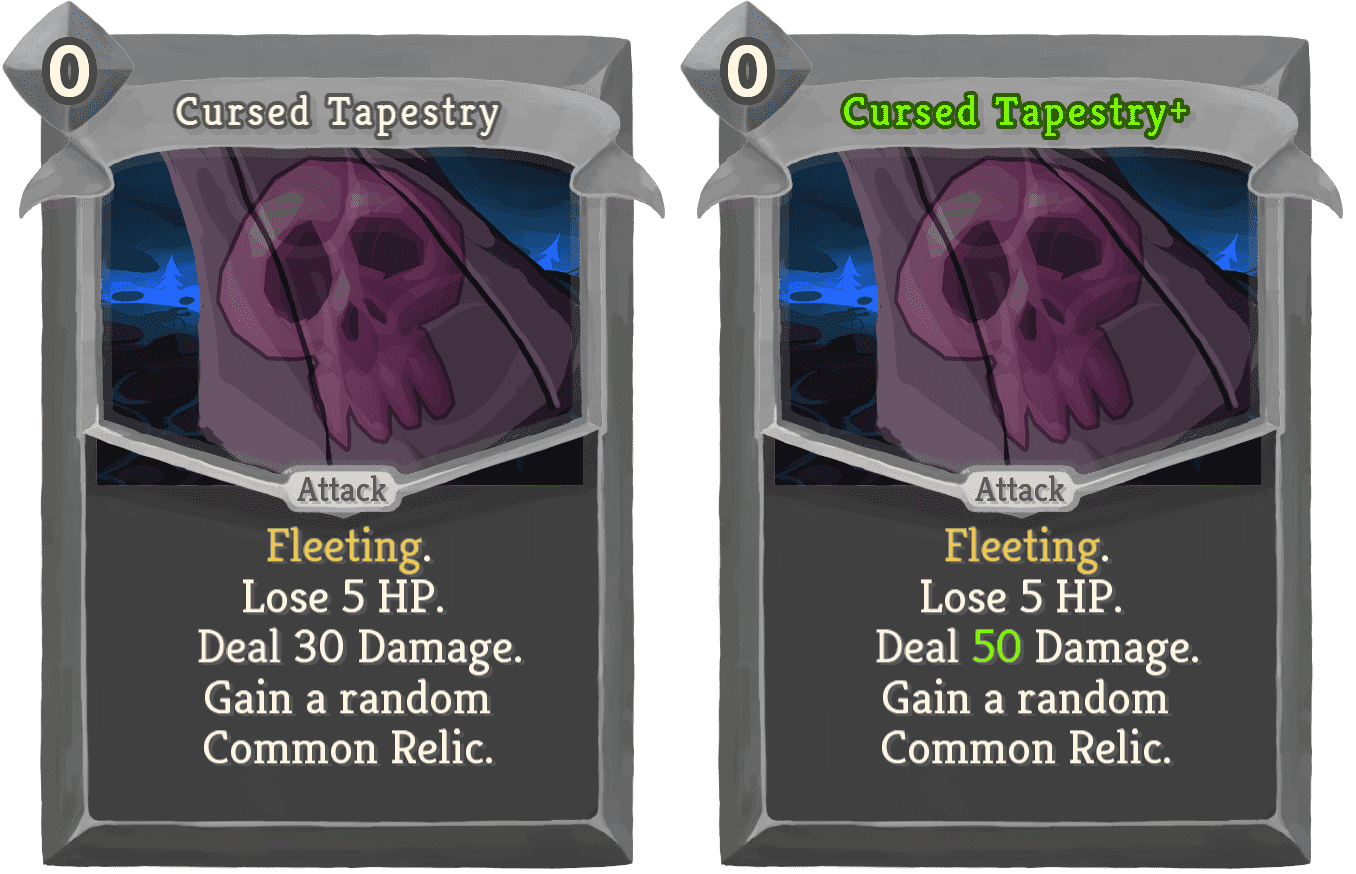 0
Cursed Tapestry
Attack
Fleeting.
Lose 5 HP.
Deal 30 Damage.
Gain a random
Common Relic.
0
Cursed Tapestry+
Attack
Fleeting.
Lose 5 HP.
Deal 50 Damage.
Gain a random
Common Relic.